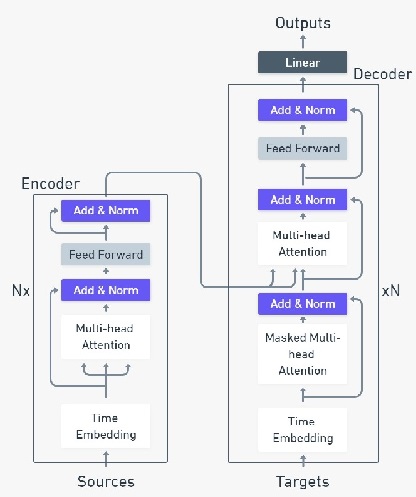 Outputs
Linear
Decoder
Add & Norm
Feed Forward
Add & Norm
Multi-head
Attention
Add & Norm
Masked Multi-
head
Attention
Time
Embedding
Targets
xN
Encoder
Add & Norm
Feed Forward
Add & Norm
Multi-head
Attention
Time
Embedding
Sources
Nx